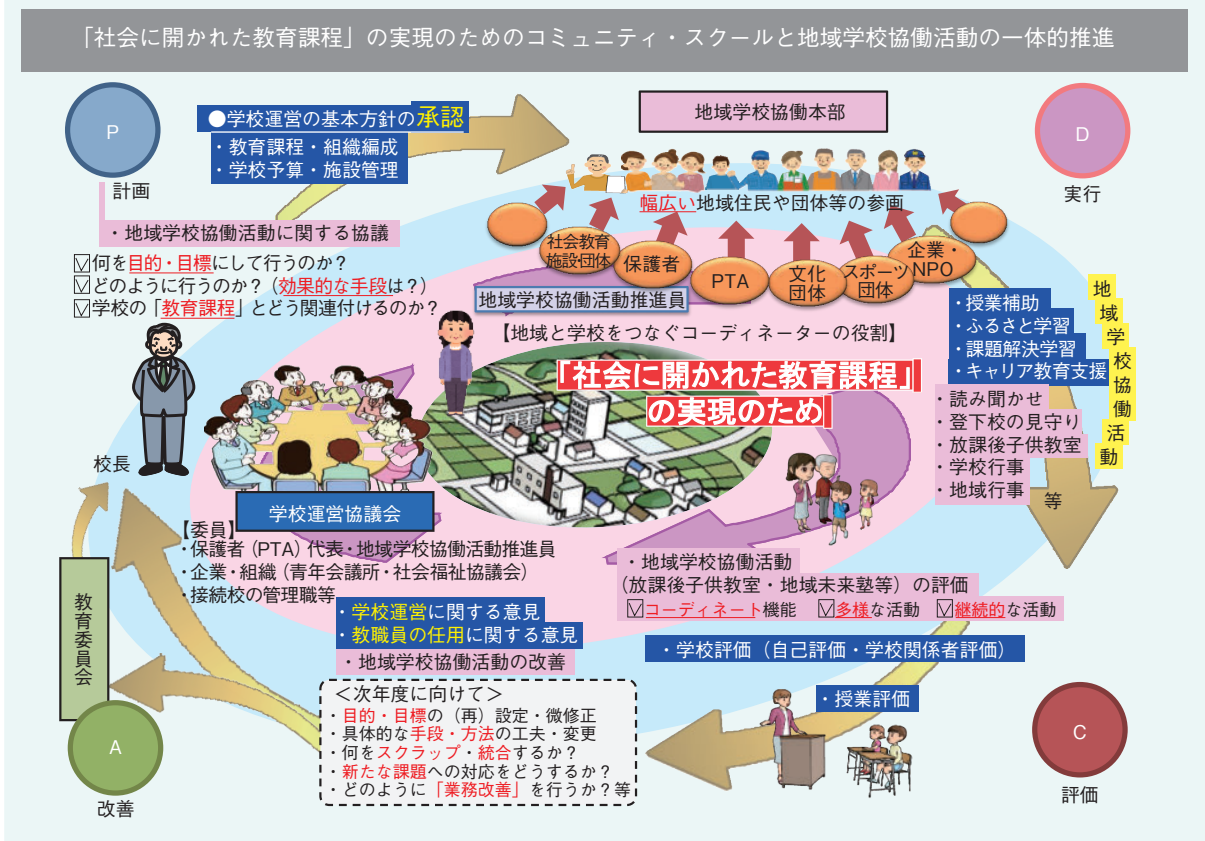 「社会に開かれた教育課程」の実現のためのコミュニティ・スクールと地域学校協働活動の一体的推進
P
計画
●学校運営の基本方針の承認
・教育課程・組織編成
・学校予算・施設管理
地域学校協働本部
D
実行
・地域学校協働活動に関する協議
☑何を目的・目標にして行うのか？
☑どのように行うのか？（効果的な手段は？）
☑学校の「教育課程」とどう関連付けるのか？
幅広い地域住民や団体等の参画
社会教育
施設・団体
保護者
PTA
文化
団体
スポーツ
団体
企業・
NPO
地域学校協働活動推進員
【地域と学校をつなぐコーディネーターの役割】
「社会に開かれた教育課程」
の実現のため
・授業補助
・ふるさと学習
・課題解決学習
・キャリア教育支援
・読み聞かせ
・登下校の見守り
・放課後子供教室
・学校行事
・地域行事
等
地域学校協働活動
校長
学校運営協議会
【委員】
・保護者（PTA）代表・地域学校協働活動推進員
・企業・組織（青年会議所・社会福祉協議会）
・接続校の管理職等
教育委員会
・学校運営に関する意見
・教職員の任用に関する意見
・地域学校協働活動の改善
・地域学校協働活動
（放課後子供教室・地域未来塾等）の評価
☑コーディネート機能　☑多様な活動　☑継続的な活動
・学校評価（自己評価・学校関係者評価）
・授業評価
C
評価
＜次年度に向けて＞
・目的・目標の（再）設定・微修正
・具体的な手段・方法の工夫・変更
・何をスクラップ・統合するか？
・新たな課題への対応をどうするか？
・どのように「業務改善」を行うか？等
A
改善